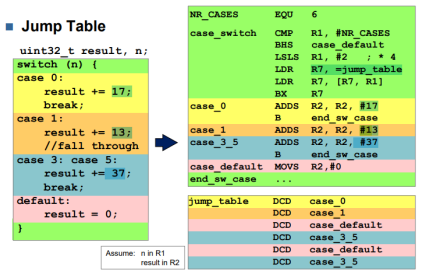 Jump Table
uint32_t result, n;
switch (n) {
case 0:
result += 17;
break;
case 1:
result += 13;
//fall through
case 3: case 5:
result += 37;
break;
default:
result = 0;
}
Assume: n in R1
result in R2
NR_CASES EQU 6
case_switch CMP R1, #NR_CASES
BHS case_default
LSLS R1, #2 ; * 4
LDR R7, =jump_table
LDR R7, [R7, R1]
BX R7
case_0 ADDS R2, R2, #17
B end_sw_case
case_1 ADDS R2, R2, #13
case_3_5 ADDS R2, R2, #37
B end_sw_case
case_default MOVS R2,#0
end_sw_case ...
jump_table DCD case_0
DCD case_1
DCD case_default
DCD case_3_5
DCD case_default
DCD case_3_5